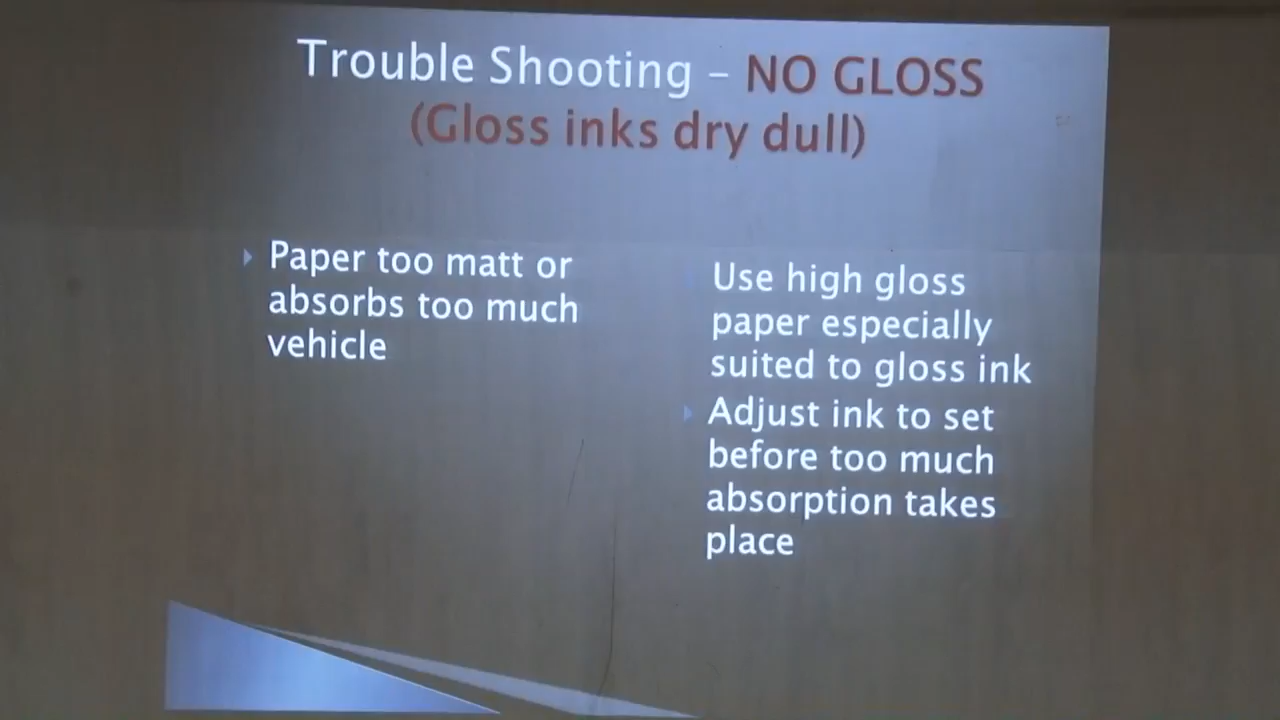 Trouble Shooting – NO GLOSS
(Gloss inks dry dull)
Paper too matt or
absorbs too much
vehicle
Use high gloss
paper especially
suited to gloss ink
Adjust ink to set
before too much
absorption takes
place